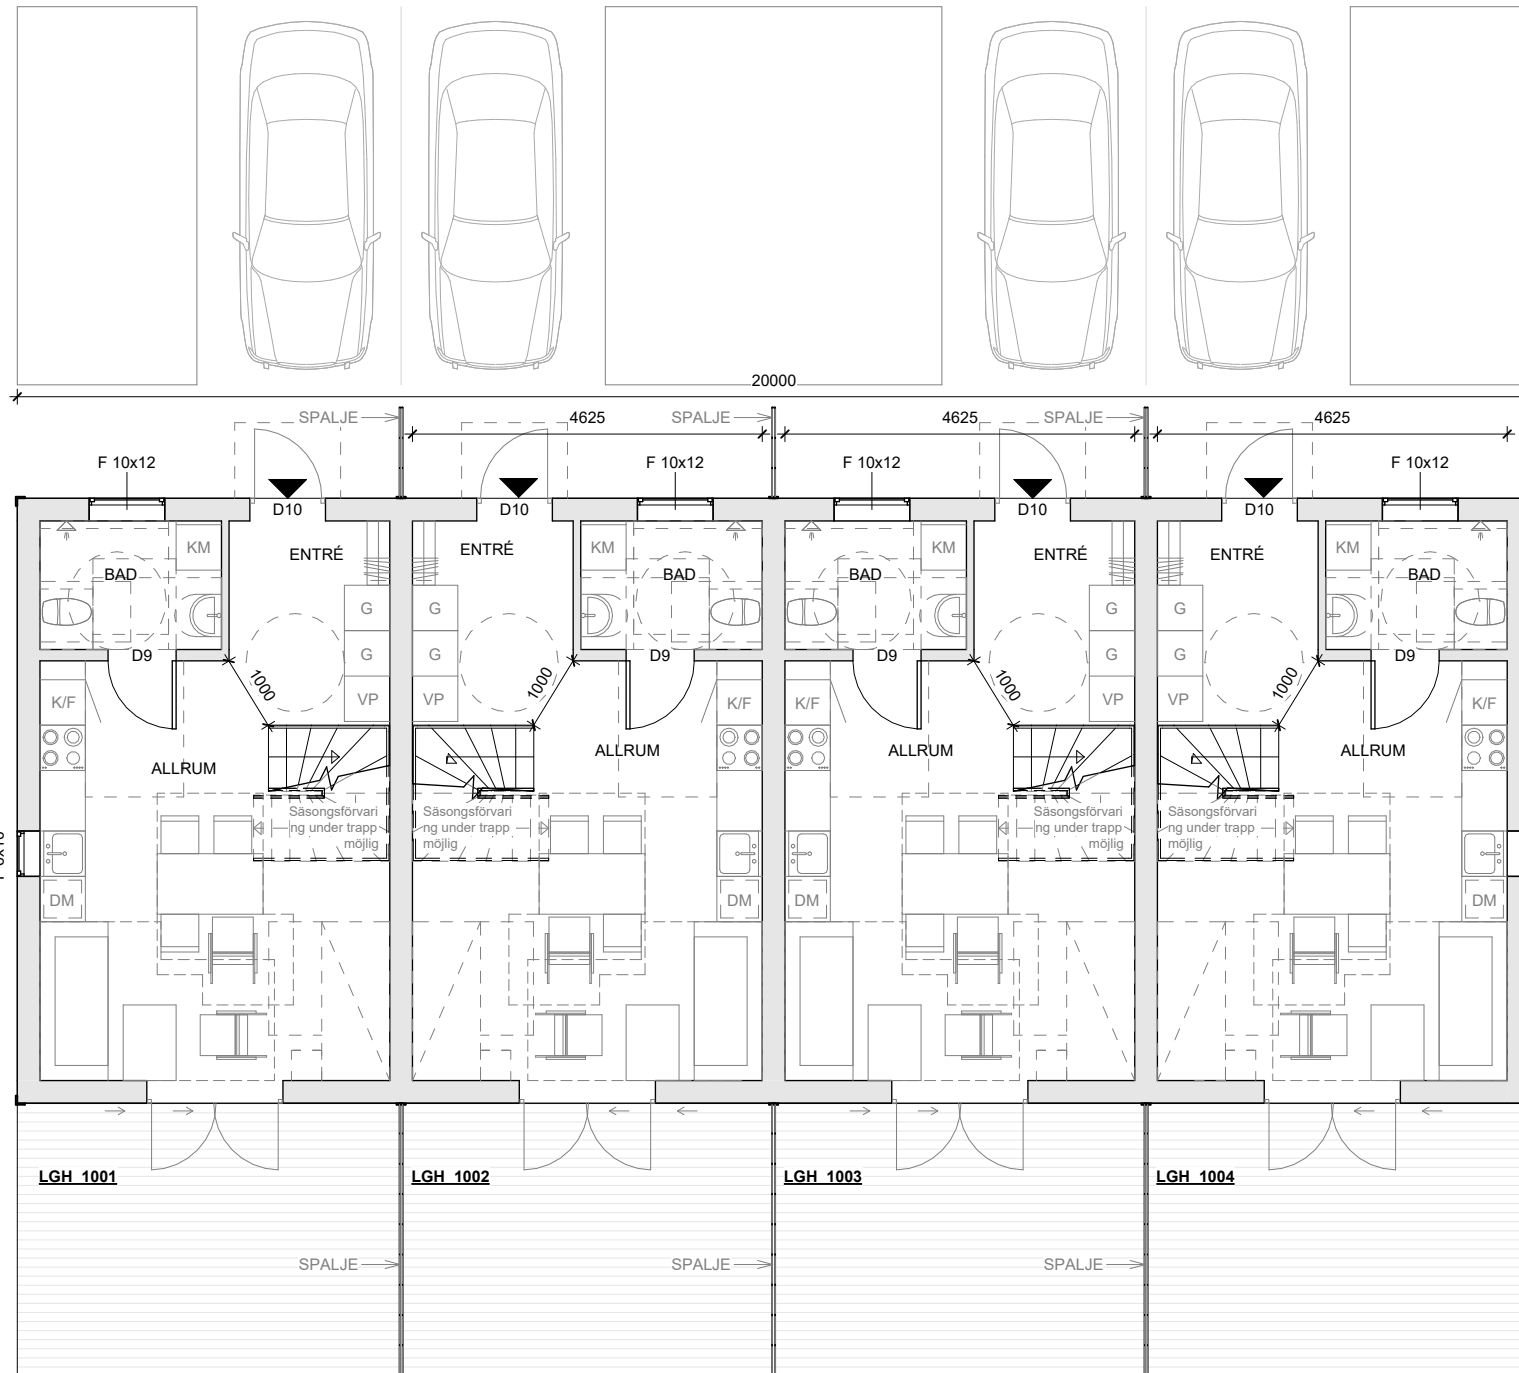 20000
SPALJE
4625
SPALJE
4625
SPALJE
4625
F 10x12
F 10x12
F 10x12
F 10x12
D10
D10
D10
D10
KM
ENTRÉ
ENTRÉ
KM
KM
ENTRÉ
ENTRÉ
KM
BAD
BAD
BAD
BAD
G
G
G
G
G
G
G
G
D9
D9
D9
D9
1000
1000
1000
1000
K/F
VP
VP
K/F
K/F
VP
VP
K/F
ALLRUM
ALLRUM
ALLRUM
ALLRUM
Säsongsförvari
ng under trapp
möjlig
Säsongsförvari
ng under trapp
möjlig
Säsongsförvari
ng under trapp
möjlig
Säsongsförvari
ng under trapp
möjlig
DM
DM
DM
DM
LGH 1001
LGH 1002
LGH 1003
LGH 1004
SPALJE
SPALJE
SPALJE